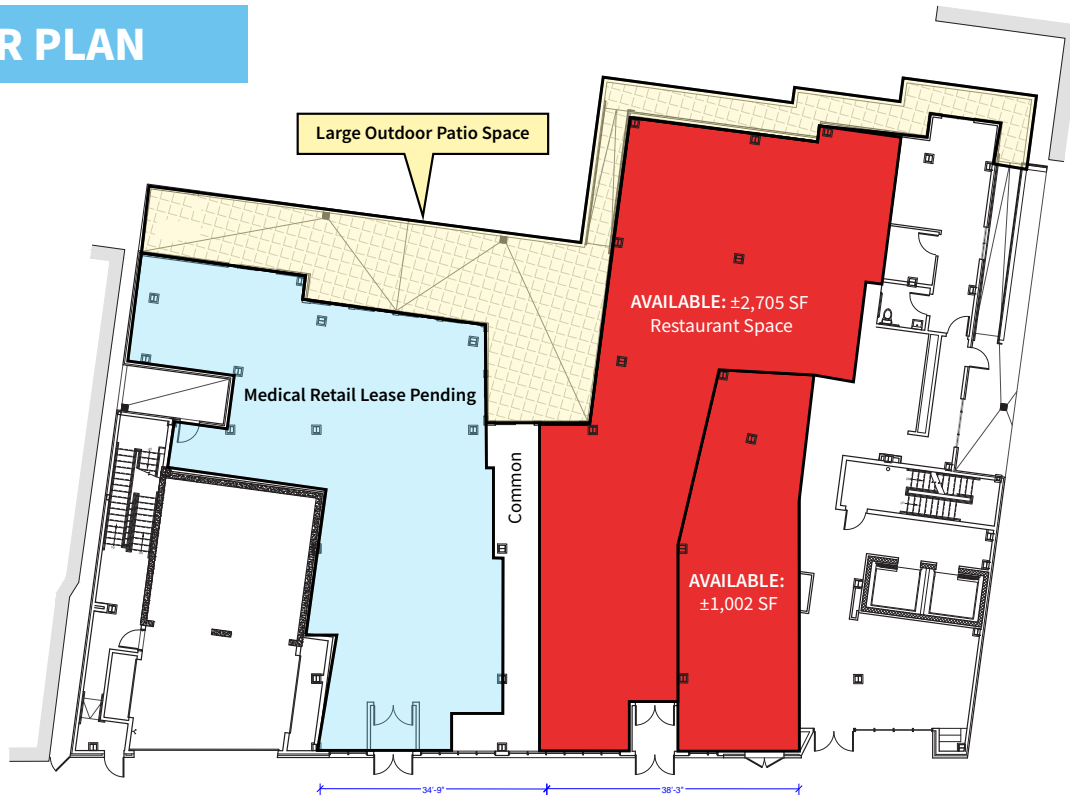 R PLAN
Large Outdoor Patio Space
AVAILABLE: ±2,705 SF
Restaurant Space
Medical Retail Lease Pending
Common
AVAILABLE:
±1,002 SF
34'-9"
38'-3"